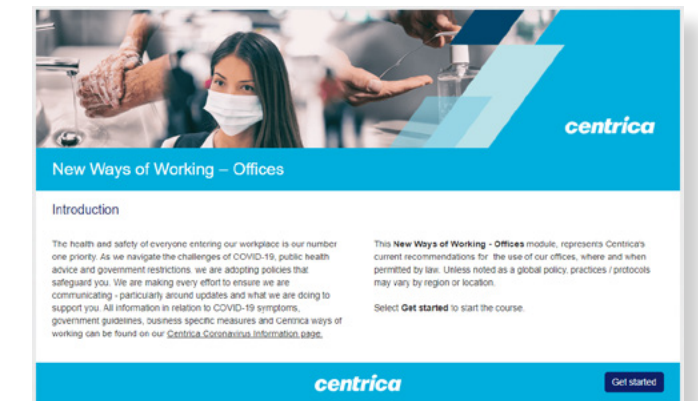 centrica
New Ways of Working – Offices
Introduction
The health and safety of everyone entering our workplace is our number
one priority. As we navigate the challenges of COVID-19, public health
advice and government restrictions. we are adopting policies that
safeguard you. We are making every effort to ensure we are
communicating - particularly around updates and what we are doing to
support you. All information in relation to COVID-19 symptoms,
government guidelines, business specific measures and Centrica ways of
working can be found on our Centrica Coronavirus Information page.
This New Ways of Working - Offices module, represents Centrica's
current recommendations for the use of our offices, where and when
permitted by law. Unless noted as a global policy, practices / protocols
may vary by region or location.
Select Get started to start the course.
centrica
Get started